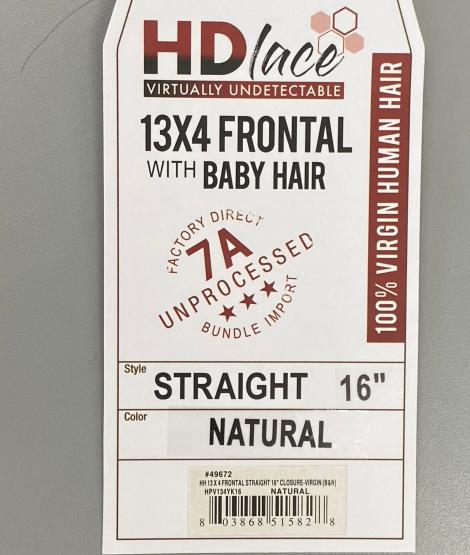 HD lace
VIRTUALLY UNDETECTABLE
13X4 FRONTAL
WITH BABY HAIR
100% VIRGIN HUMAN HAIR
FACTORY DIRECT
7A
UNPROCESSED
BUNDLE IMPORT
Style
STRAIGHT 16"
Color
NATURAL
#49672
HH 13 X 4 FRONTAL STRAIGHT 16" CLOSURE-VIRGIN (B&N)
HPV134YK16 NATURAL
8 03868 51582 8